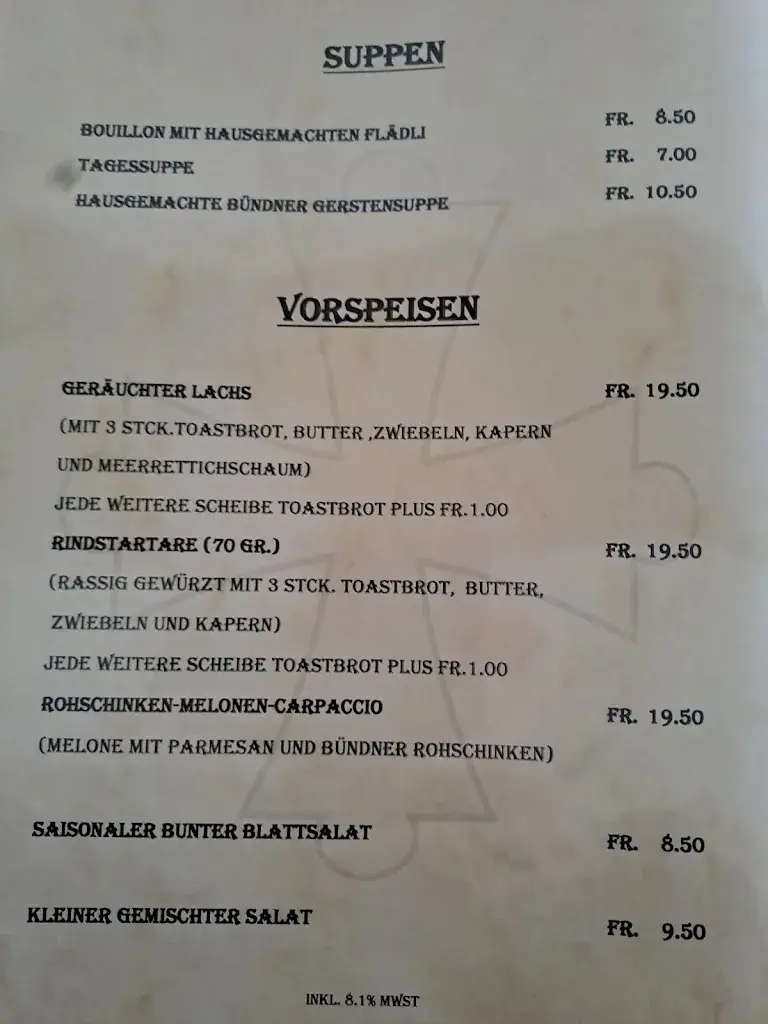 SUPPEN
BOUILLON MIT HAUSGEMACHTEN FLÄDLI FR. 8.50
TAGESSUPPE FR. 7.00
HAUSGEMACHTE BÜNDNER GERSTENSUPPE FR. 10.50
VORSPEISEN
GERÄUCHTER LACHS FR. 19.50
(MIT 3 STCK.TOASTBROT, BUTTER ,ZWIEBELN, KAPERN
UND MEERRETTICHSCHAUM)
JEDE WEITERE SCHEIBE TOASTBROT PLUS FR.1.00
RINDSTARTARE (70 GR.) FR. 19.50
(RASSIG GEWÜRZT MIT 3 STCK. TOASTBROT, BUTTER,
ZWIEBELN UND KAPERN)
JEDE WEITERE SCHEIBE TOASTBROT PLUS FR.1.00
ROHSCHINKEN-MELONEN-CARPACCIO FR. 19.50
(MELONE MIT PARMESAN UND BÜNDNER ROHSCHINKEN)
SAISONALER BUNTER BLATTSALAT FR. 8.50
KLEINER GEMISCHTER SALAT FR. 9.50
INKL. 8.1% MWST